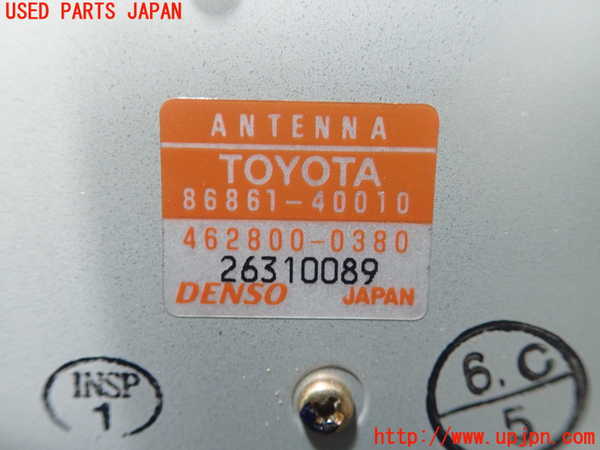 USED PARTS JAPAN
ANTENNA
TOYOTA
86861-40010
462800-0380
26310089
DENSO JAPAN
INSP
1
6.C
5
http://www.upjpn.com/